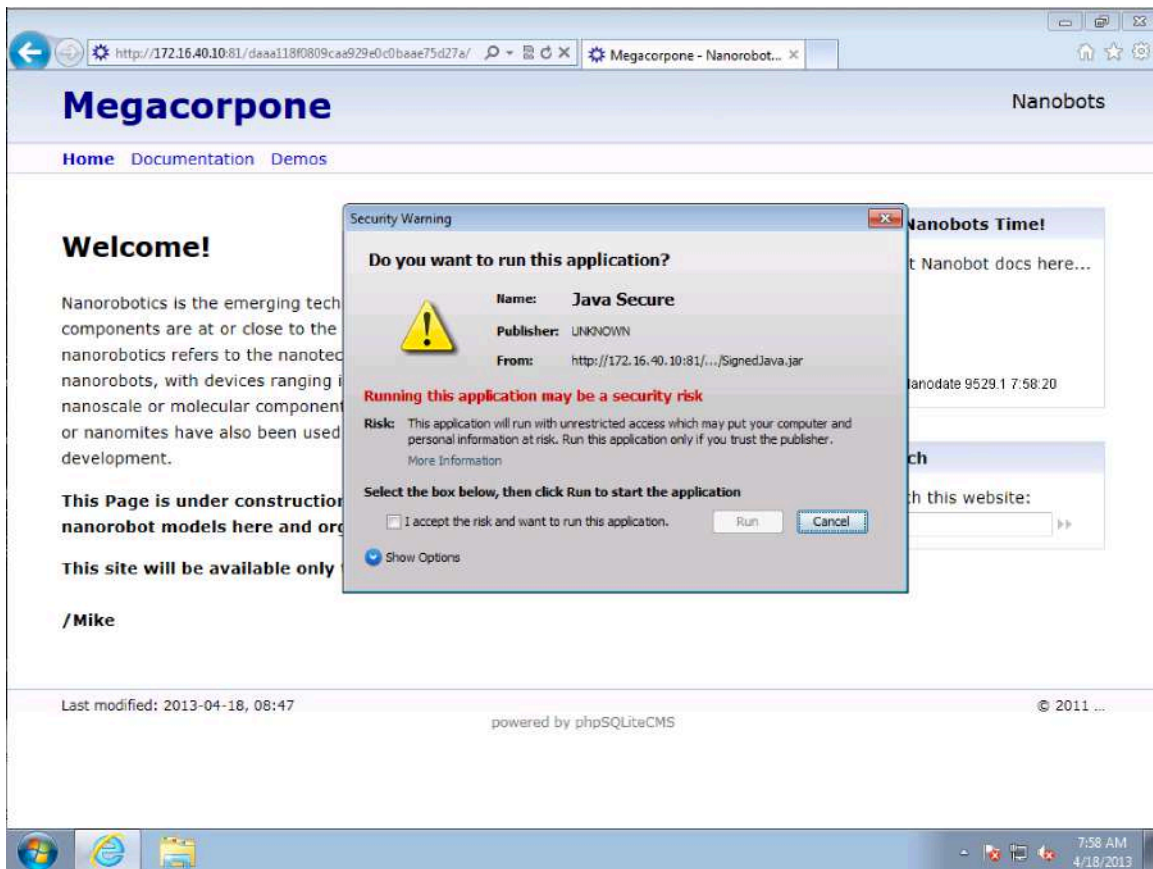 http://172.16.40.10:81/daaa118f0809caa929e0c0baae75d27a/
Megacorpone - Nanorobot...
Megacorpone
Nanobots
Home Documentation Demos
Welcome!
Nanorobotics is the emerging tech
components are at or close to the
nanorobotics refers to the nanotec
nanorobots, with devices ranging i
nanoscale or molecular component
or nanomites have also been used
development.
This Page is under construction
nanorobot models here and org
This site will be available only
/Mike
Security Warning
Do you want to run this application?
Name: Java Secure
Publisher: UNKNOWN
From: http://172.16.40.10:81/.../SignedJava.jar
Running this application may be a security risk
Risk: This application will run with unrestricted access which may put your computer and
personal information at risk. Run this application only if you trust the publisher.
More Information
Select the box below, then click Run to start the application
I accept the risk and want to run this application.
Run
Cancel
Show Options
Nanobots Time!
t Nanobot docs here...
anodate 9529.1 7:58:20
ch
h this website:
Last modified: 2013-04-18, 08:47
© 2011 ...
powered by phpSQLiteCMS
7:58 AM
4/18/2013